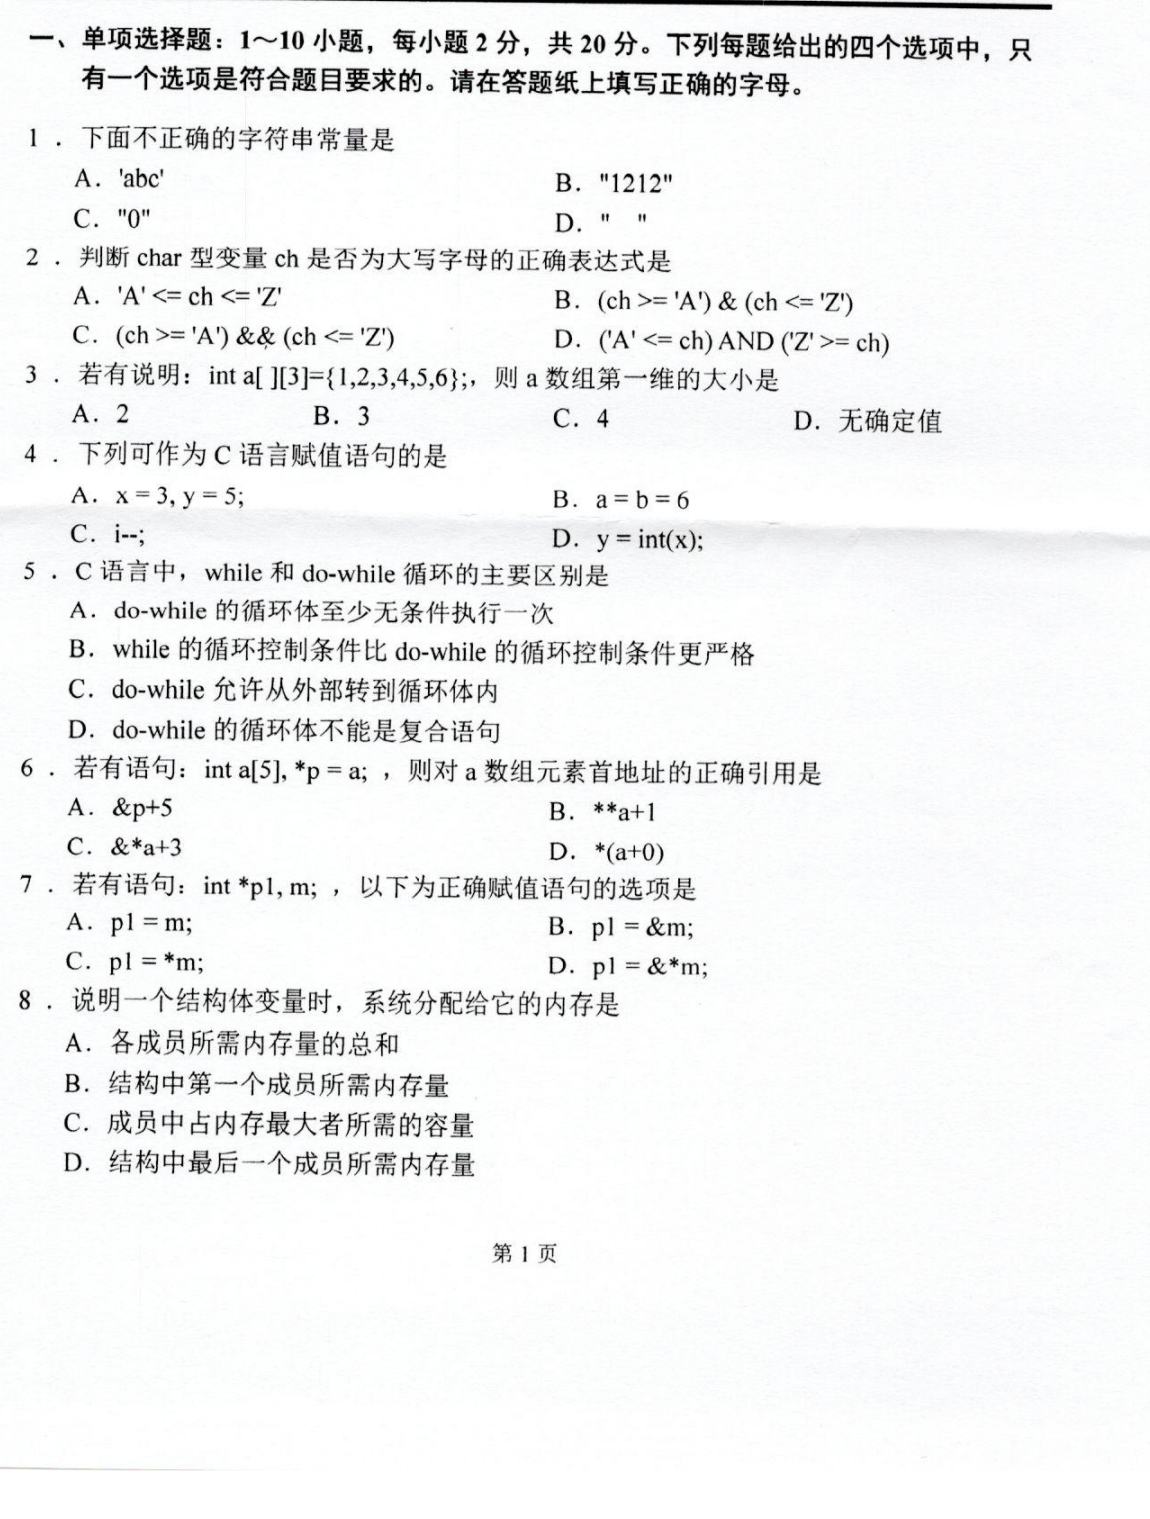 一、单项选择题：1～10 小题，每小题 2 分，共 20 分。下列每题给出的四个选项中，只
有一个选项是符合题目要求的。请在答题纸上填写正确的字母。
1 ．下面不正确的字符串常量是
A．'abc' B．"1212"
C．"0" D．" "
2 ．判断 char 型变量 ch 是否为大写字母的正确表达式是
A．'A' <= ch <= 'Z' B．(ch >= 'A') & (ch <= 'Z')
C．(ch >= 'A') && (ch <= 'Z') D．('A' <= ch) AND ('Z' >= ch)
3 ．若有说明：int a[ ][3]={1,2,3,4,5,6};，则 a 数组第一维的大小是
A．2 B．3 C．4 D．无确定值
4 ．下列可作为 C 语言赋值语句的是
A．x = 3, y = 5; B．a = b = 6
C．i--; D．y = int(x);
5 ．C 语言中，while 和 do-while 循环的主要区别是
A．do-while 的循环体至少无条件执行一次
B．while 的循环控制条件比 do-while 的循环控制条件更严格
C．do-while 允许从外部转到循环体内
D．do-while 的循环体不能是复合语句
6 ．若有语句：int a[5], *p = a; ，则对 a 数组元素首地址的正确引用是
A．&p+5 B．**a+1
C．&*a+3 D．*(a+0)
7 ．若有语句：int *p1, m; ，以下为正确赋值语句的选项是
A．p1 = m; B．p1 = &m;
C．p1 = *m; D．p1 = &*m;
8 ．说明一个结构体变量时，系统分配给它的内存是
A．各成员所需内存量的总和
B．结构中第一个成员所需内存量
C．成员中占内存最大者所需的容量
D．结构中最后一个成员所需内存量
第 1 页